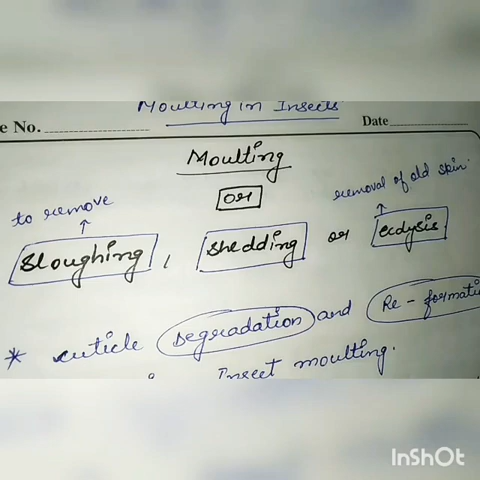 Moulting in Insects
e No. Date
Moulting
OR
to remove removal of old skin.
Sloughing, Shedding or ecdysis
* cuticle Degradation and Re-formati
Insect moulting.
InShOt